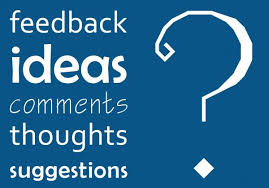 feedback
ideas
comments
thoughts
suggestions
?